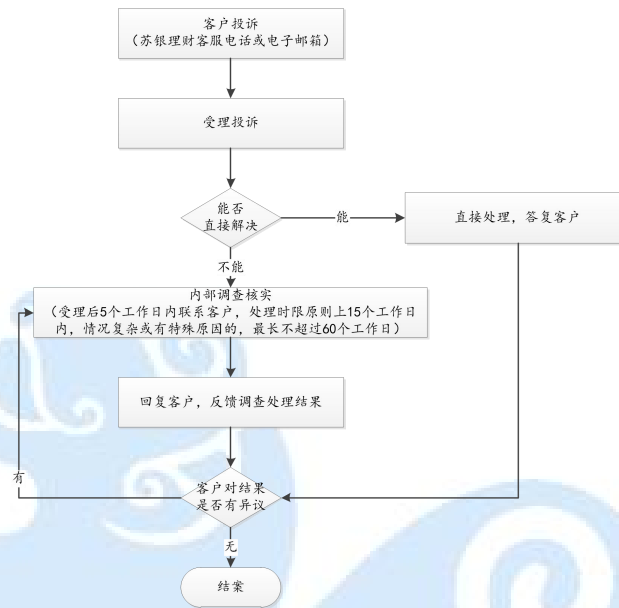 客户投诉
（苏银理财客服电话或电子邮箱）
受理投诉
能否
直接解决
能
直接处理，答复客户
不能
内部调查核实
（受理后5个工作日内联系客户，处理时限原则上15个工作日
内，情况复杂或有特殊原因的，最长不超过60个工作日）
回复客户，反馈调查处理结果
有
客户对结果
是否有异议
无
结案